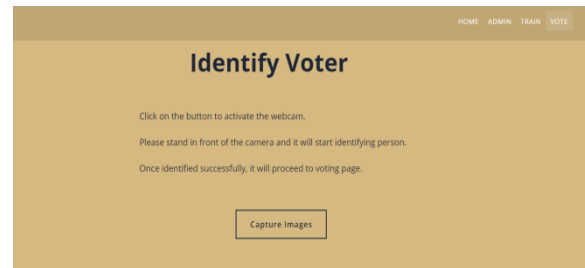 HOME ADMIN TRAIN VOTE
Identify Voter
Click on the button to activate the webcam.
Please stand in front of the camera and it will start identifying person.
Once identified successfully, it will proceed to voting page.
Capture Images